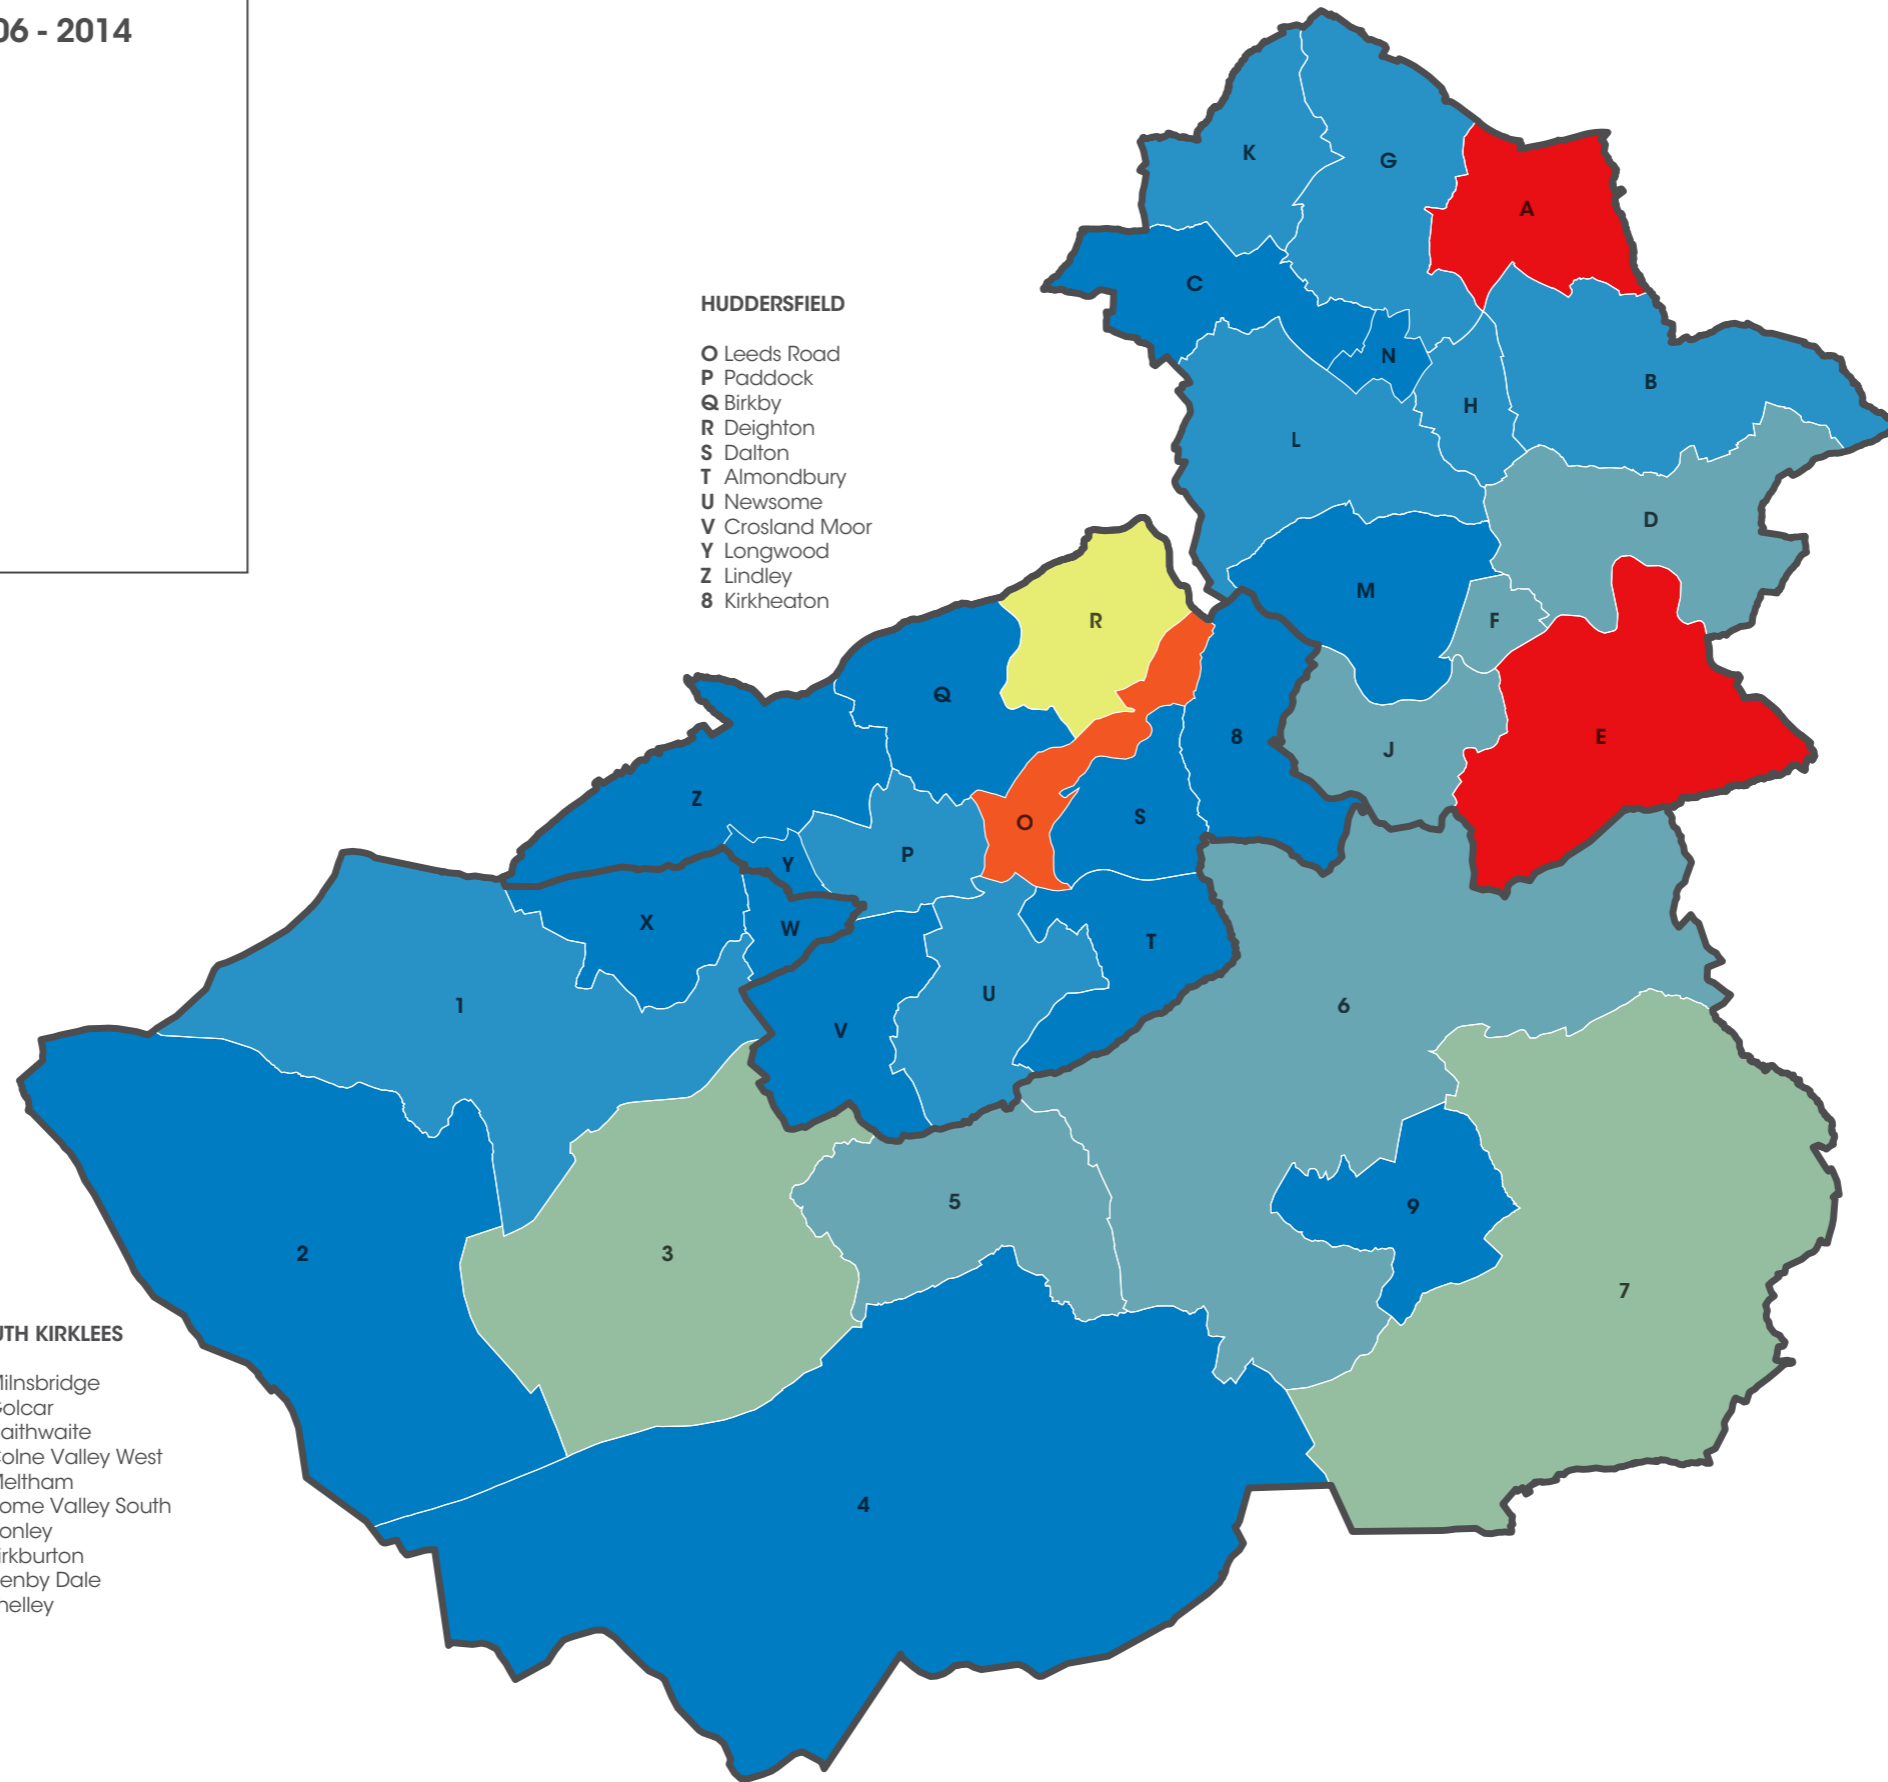 06 - 2014
HUDDERSFIELD
O Leeds Road
P Paddock
Q Birkby
R Deighton
S Dalton
T Almondbury
U Newsome
V Crosland Moor
Y Longwood
Z Lindley
8 Kirkheaton
UTH KIRKLEES
ilnsbridge
olcar
aithwaite
olne Valley West
eltham
ome Valley South
onley
irkburton
enby Dale
helley
K
G
A
C
N
B
H
L
D
M
F
R
E
J
8
Q
O
S
Z
P
Y
X
W
T
U
V
1
6
5
9
2
3
7
4